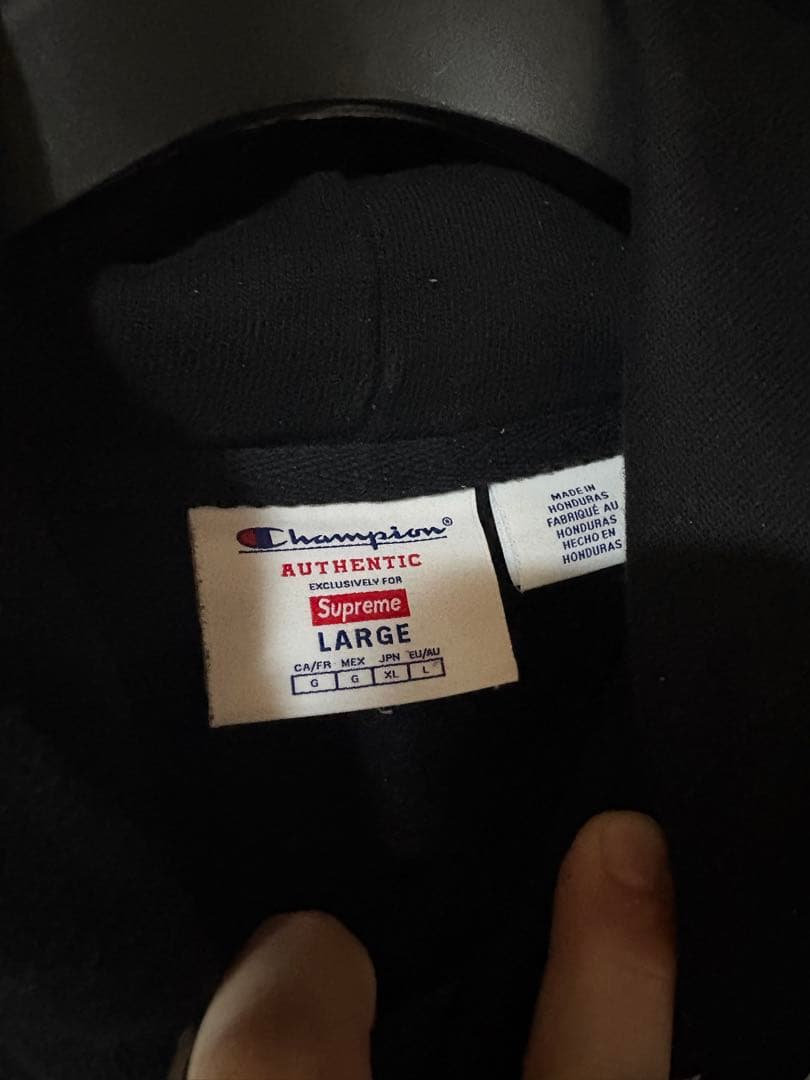 Champion®
AUTHENTIC
EXCLUSIVELY FOR
Supreme
LARGE
CA/FR MEX JPN EU/AU
G G XL L
MADE IN
HONDURAS
FABRIQUÉ AU
HONDURAS
HECHO EN
HONDURAS